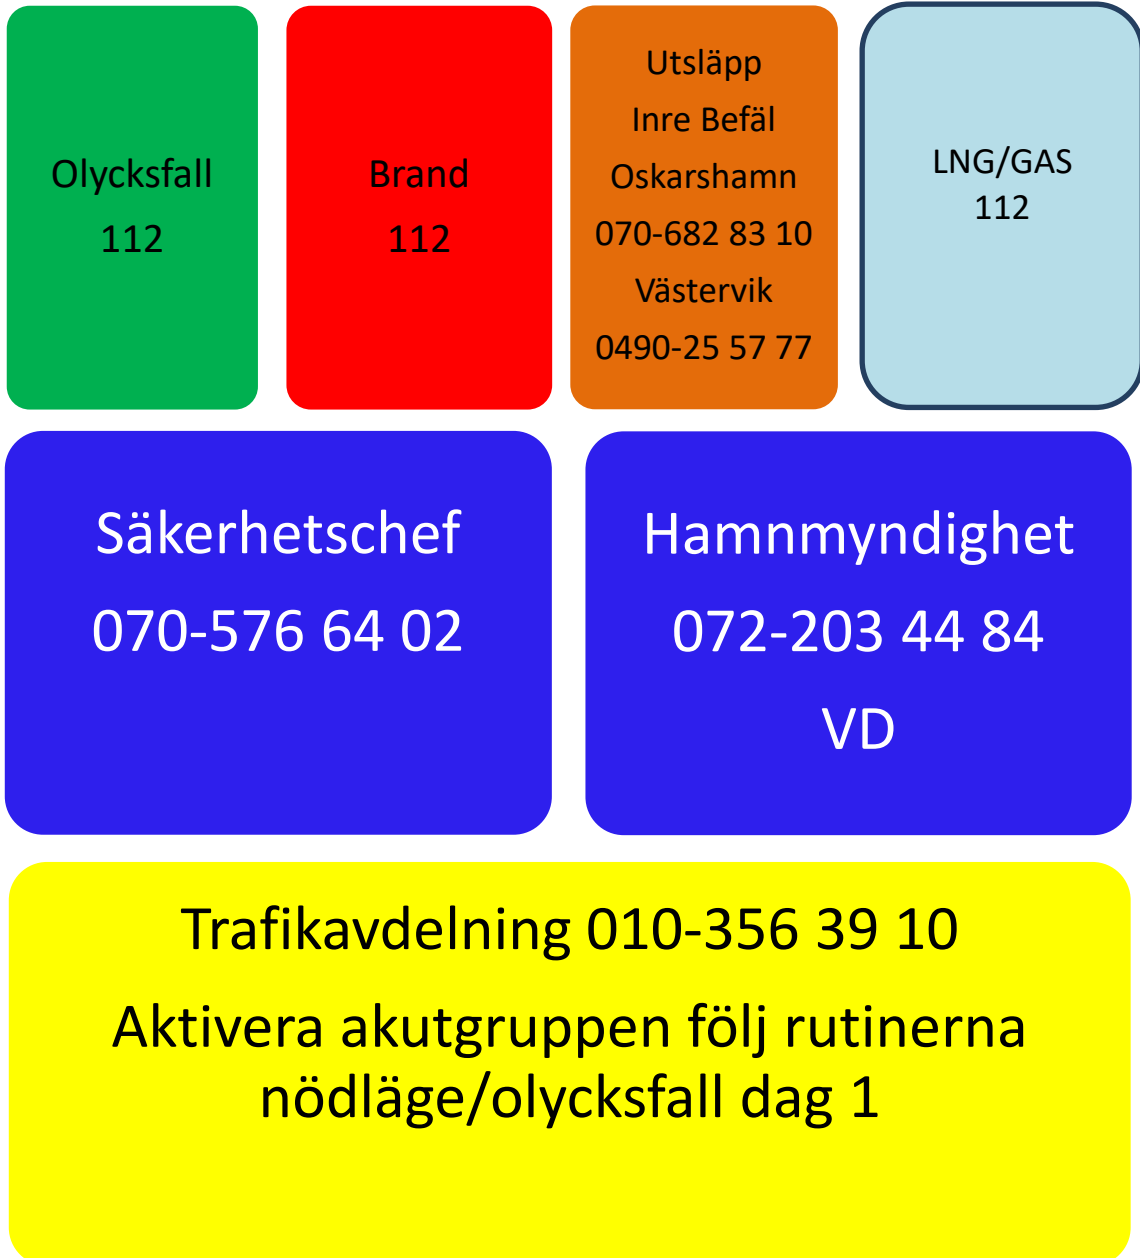 Olycksfall
112
Brand
112
Utsläpp
Inre Befäl
Oskarshamn
070-682 83 10
Västervik
0490-25 57 77
LNG/GAS
112
Säkerhetschef
070-576 64 02
Hamnmyndighet
072-203 44 84
VD
Trafikavdelning 010-356 39 10
Aktivera akutgruppen följ rutinerna
nödläge/olycksfall dag 1